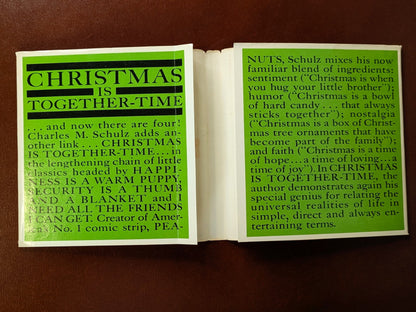 CHRISTMAS
IS
TOGETHER-TIME
. . . and now there are four!
Charles M. Schulz adds an-
other link . . . CHRISTMAS
IS TOGETHER-TIME . . . in
the lengthening chain of little
classics headed by HAPPI-
NESS IS A WARM PUPPY,
SECURITY IS A THUMB
AND A BLANKET and I
NEED ALL THE FRIENDS
I CAN GET. Creator of Amer-
ica's No. 1 comic strip, PEA-
NUTS, Schulz mixes his now
familiar blend of ingredients:
sentiment ("Christmas is when
you hug your little brother");
humor ("Christmas is a bowl
of hard candy . . . that always
sticks together"); nostalgia
("Christmas is a box of Christ-
mas tree ornaments that have
become part of the family");
and faith ("Christmas is a time
of hope...a time of loving...a
time of joy"). In CHRISTMAS
IS TOGETHER-TIME, the
author demonstrates again his
special genius for relating the
universal realities of life in
simple, direct and always en-
tertaining terms.